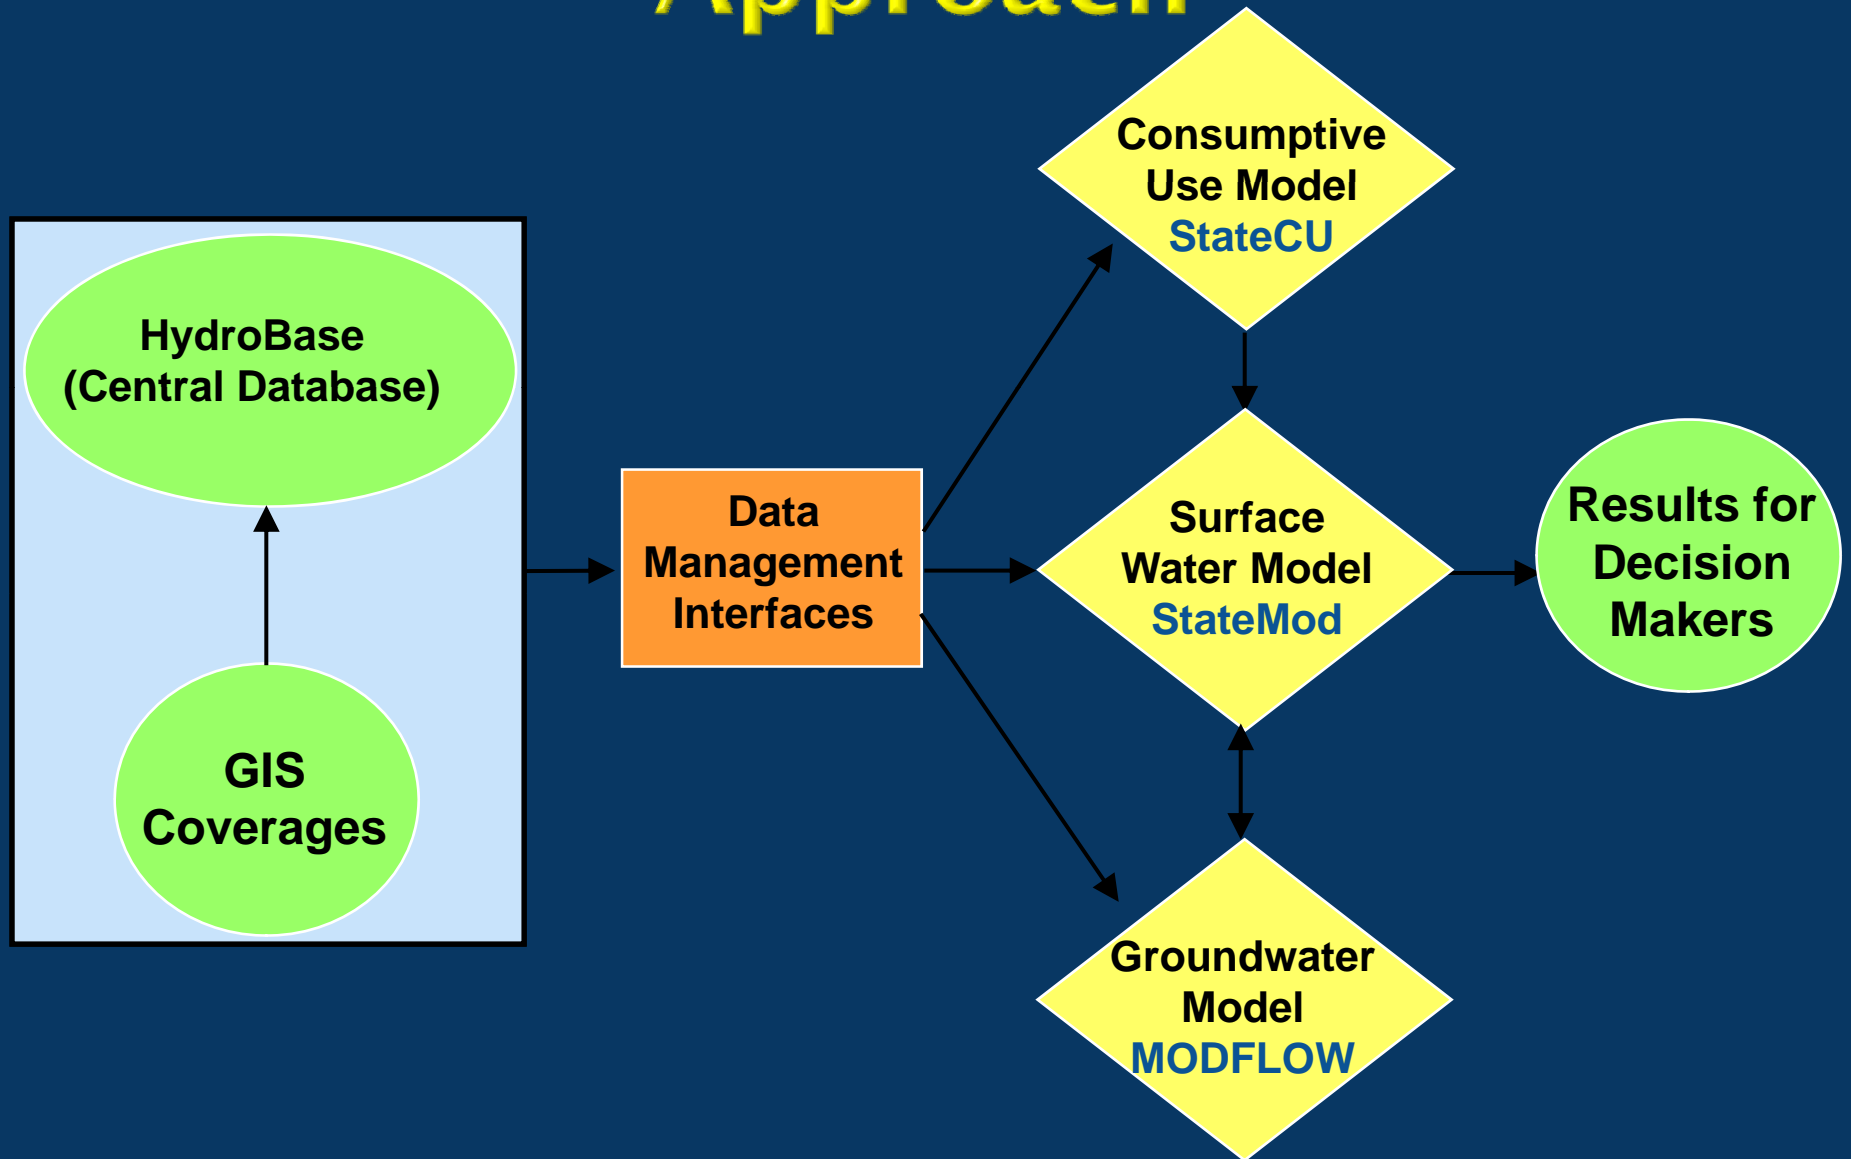 Approach
HydroBase
(Central Database)
GIS
Coverages
Data
Management
Interfaces
Consumptive
Use Model
StateCU
Surface
Water Model
StateMod
Groundwater
Model
MODFLOW
Results for
Decision
Makers